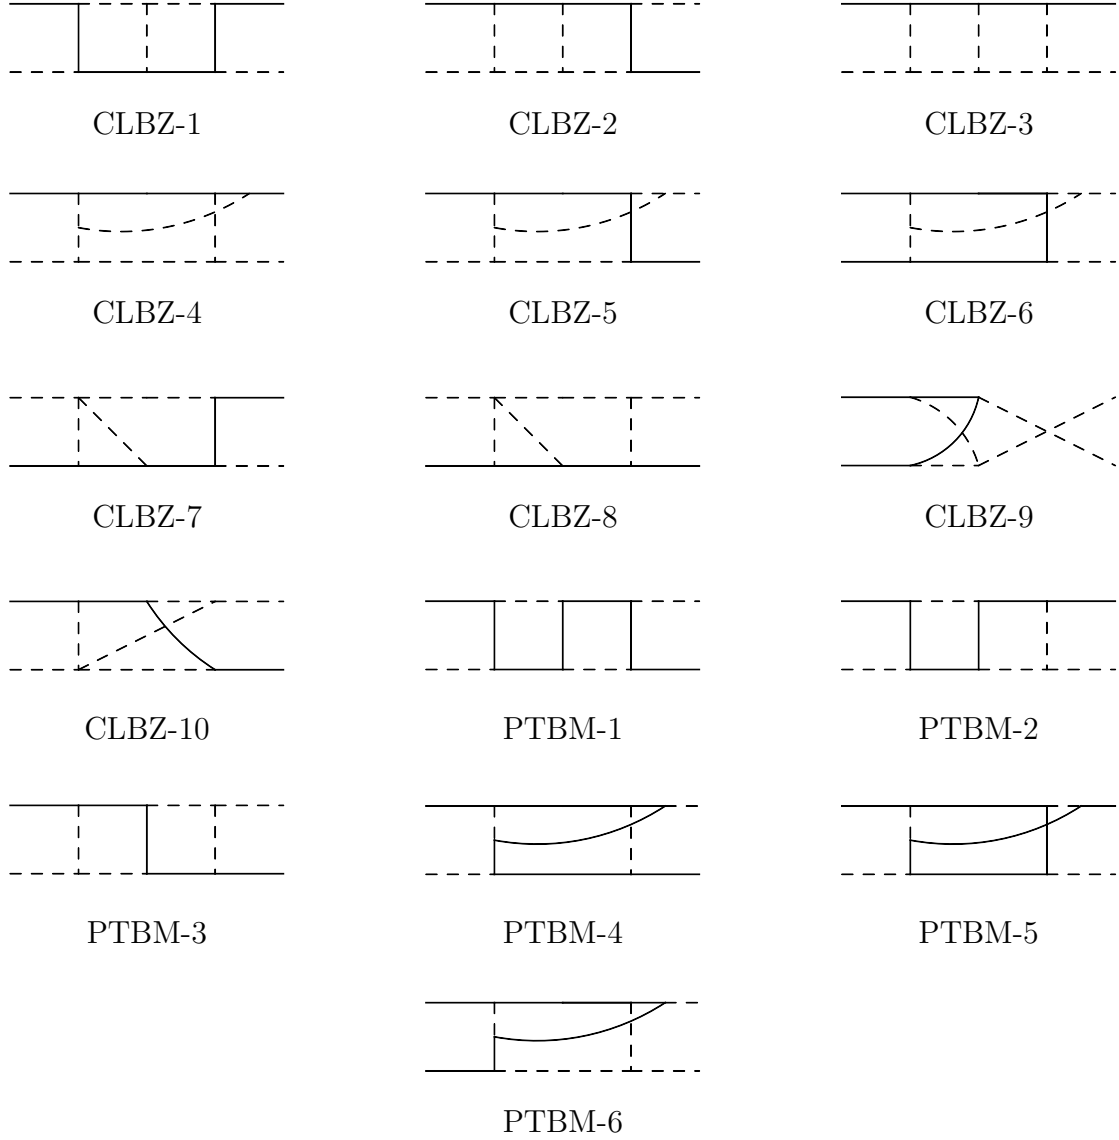 CLBZ-1 CLBZ-2 CLBZ-3
CLBZ-4 CLBZ-5 CLBZ-6
CLBZ-7 CLBZ-8 CLBZ-9
CLBZ-10 PTBM-1 PTBM-2
PTBM-3 PTBM-4 PTBM-5
PTBM-6